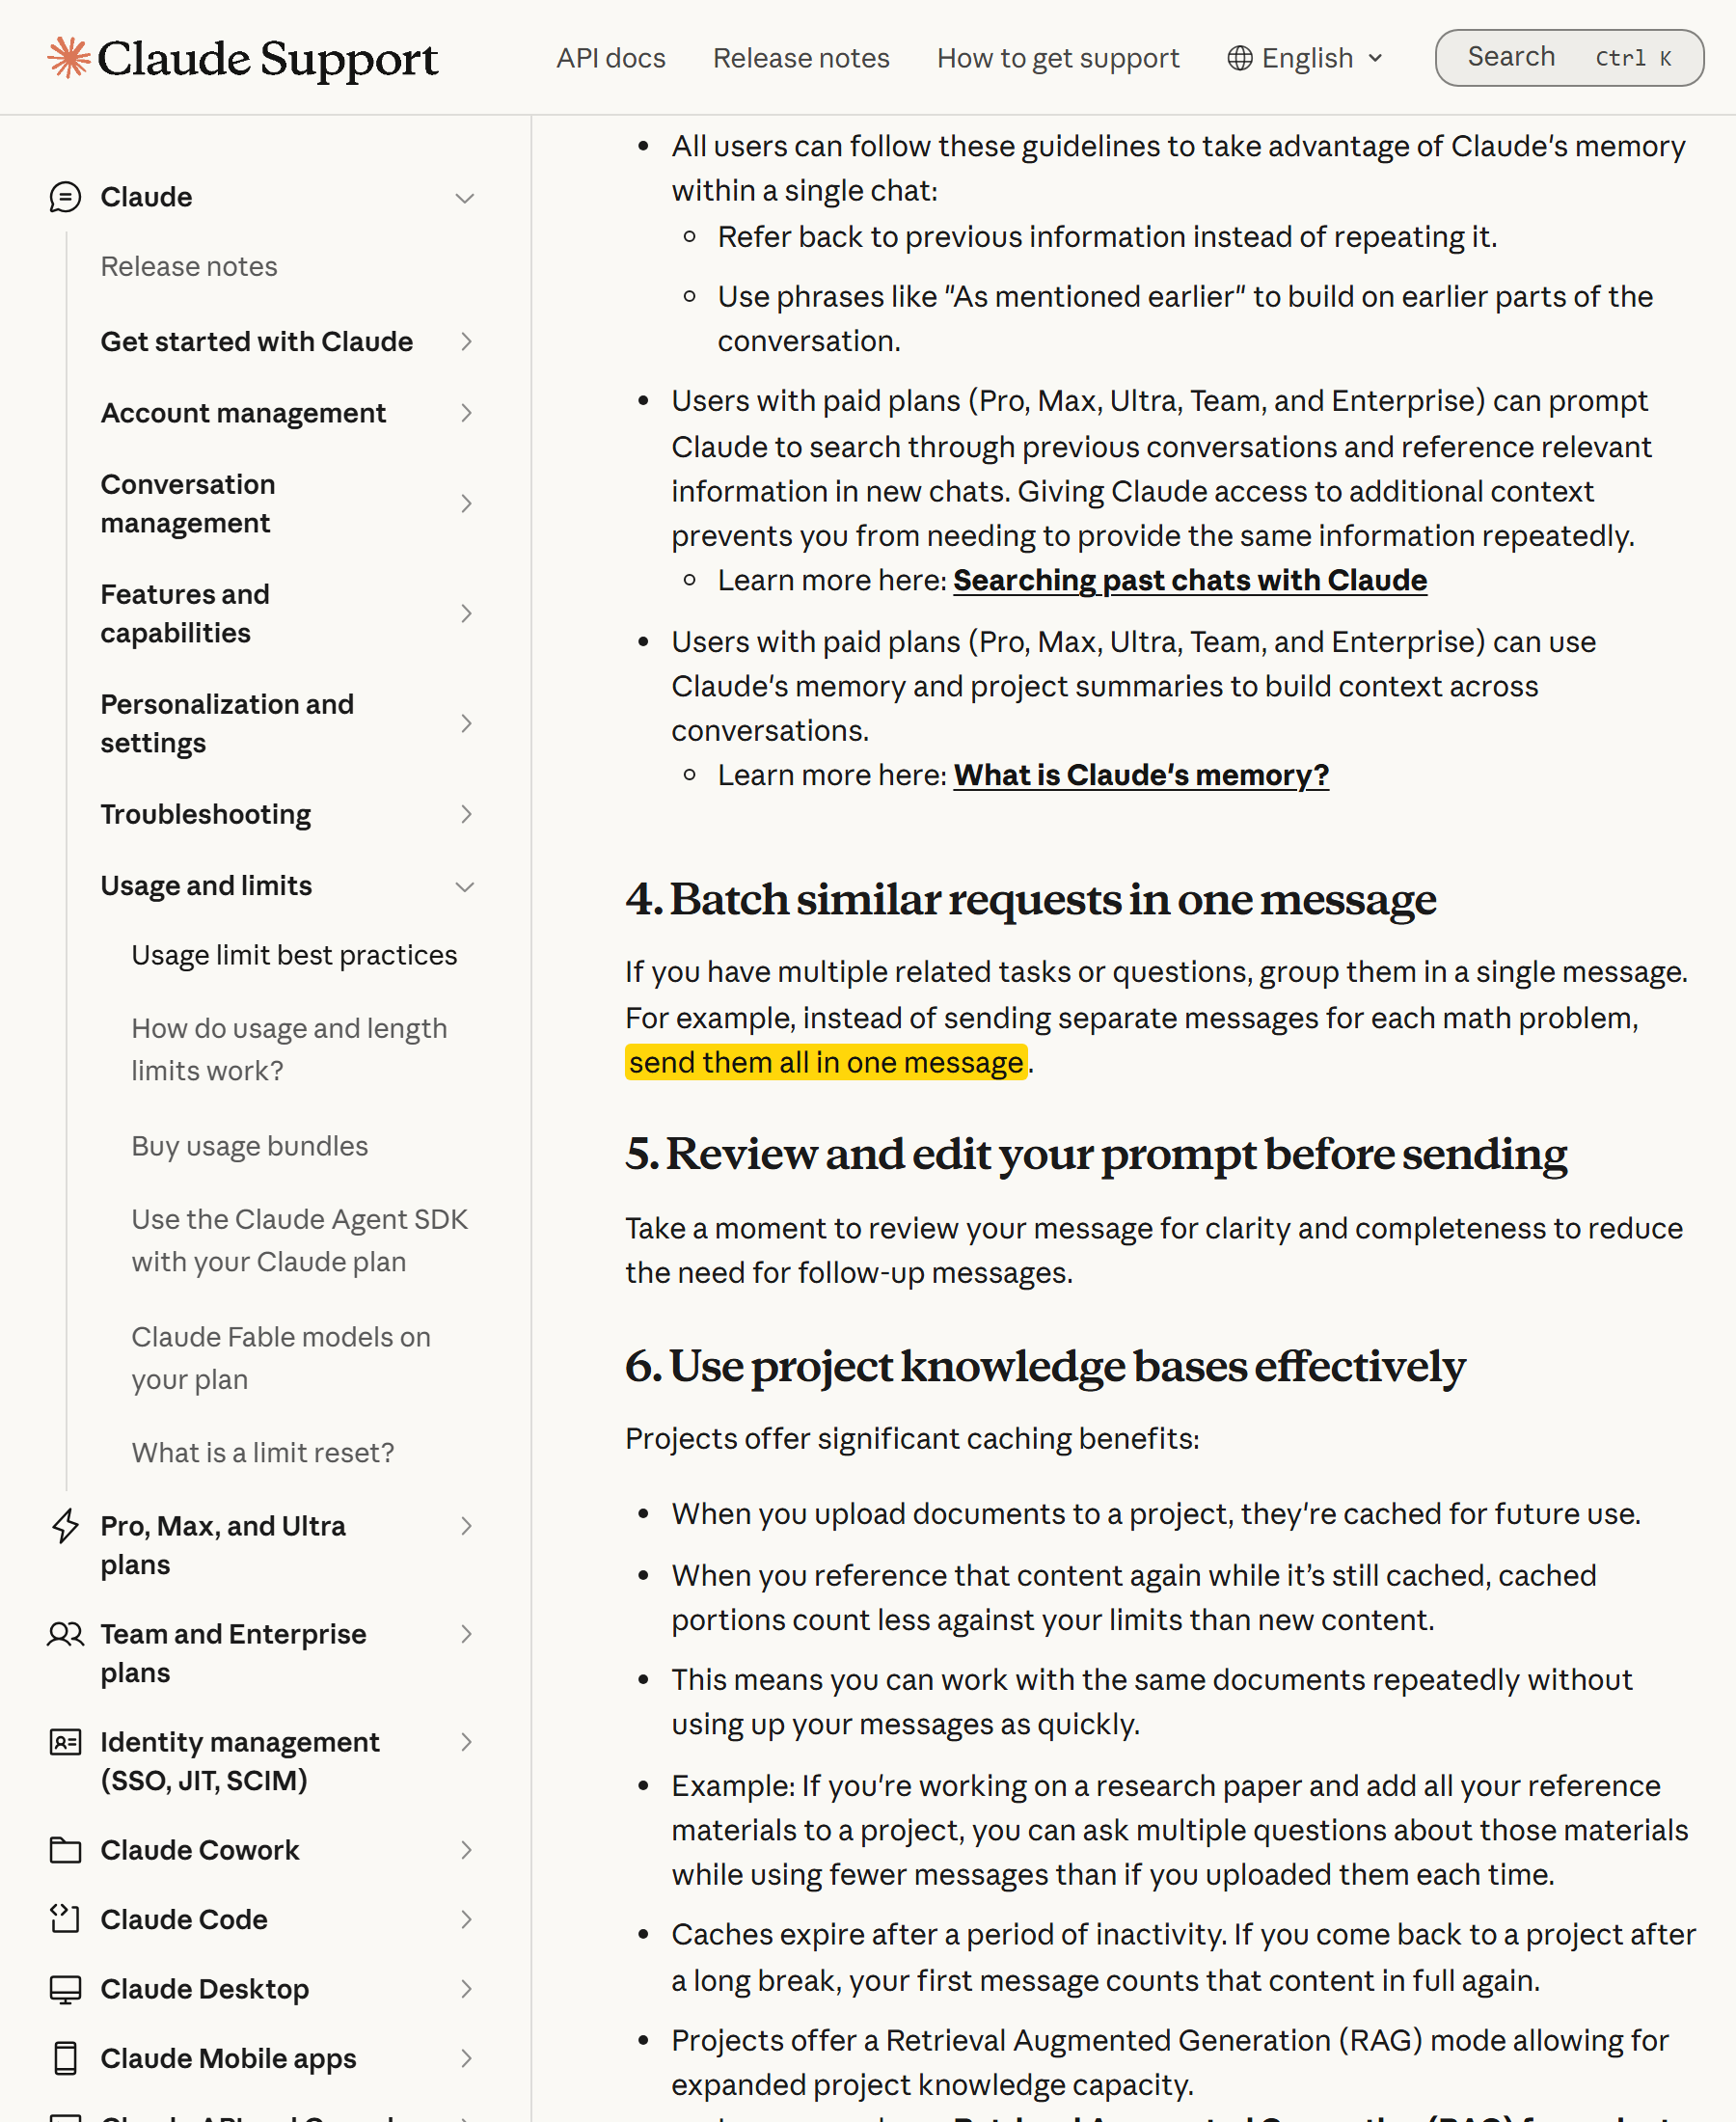 Claude Support
API docs
Release notes
How to get support
English
Search Ctrl K
Claude
Release notes
Get started with Claude
Account management
Conversation
management
Features and
capabilities
Personalization and
settings
Troubleshooting
Usage and limits
Usage limit best practices
How do usage and length
limits work?
Buy usage bundles
Use the Claude Agent SDK
with your Claude plan
Claude Fable models on
your plan
What is a limit reset?
Pro, Max, and Ultra
plans
Team and Enterprise
plans
Identity management
(SSO, JIT, SCIM)
Claude Cowork
Claude Code
Claude Desktop
Claude Mobile apps
• All users can follow these guidelines to take advantage of Claude's memory
within a single chat:
○ Refer back to previous information instead of repeating it.
○ Use phrases like "As mentioned earlier" to build on earlier parts of the
conversation.
• Users with paid plans (Pro, Max, Ultra, Team, and Enterprise) can prompt
Claude to search through previous conversations and reference relevant
information in new chats. Giving Claude access to additional context
prevents you from needing to provide the same information repeatedly.
○ Learn more here: Searching past chats with Claude
• Users with paid plans (Pro, Max, Ultra, Team, and Enterprise) can use
Claude's memory and project summaries to build context across
conversations.
○ Learn more here: What is Claude's memory?
4. Batch similar requests in one message
If you have multiple related tasks or questions, group them in a single message.
For example, instead of sending separate messages for each math problem,
send them all in one message.
5. Review and edit your prompt before sending
Take a moment to review your message for clarity and completeness to reduce
the need for follow-up messages.
6. Use project knowledge bases effectively
Projects offer significant caching benefits:
• When you upload documents to a project, they're cached for future use.
• When you reference that content again while it's still cached, cached
portions count less against your limits than new content.
• This means you can work with the same documents repeatedly without
using up your messages as quickly.
• Example: If you're working on a research paper and add all your reference
materials to a project, you can ask multiple questions about those materials
while using fewer messages than if you uploaded them each time.
• Caches expire after a period of inactivity. If you come back to a project after
a long break, your first message counts that content in full again.
• Projects offer a Retrieval Augmented Generation (RAG) mode allowing for
expanded project knowledge capacity.